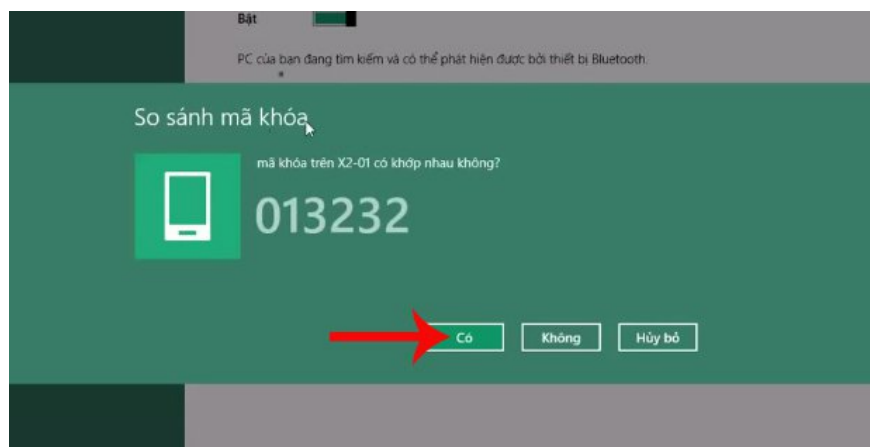 Bật
PC của bạn đang tìm kiếm và có thể phát hiện được bởi thiết bị Bluetooth.
So sánh mã khóa
mã khóa trên X2-01 có khớp nhau không?
013232
Có Không Hủy bỏ